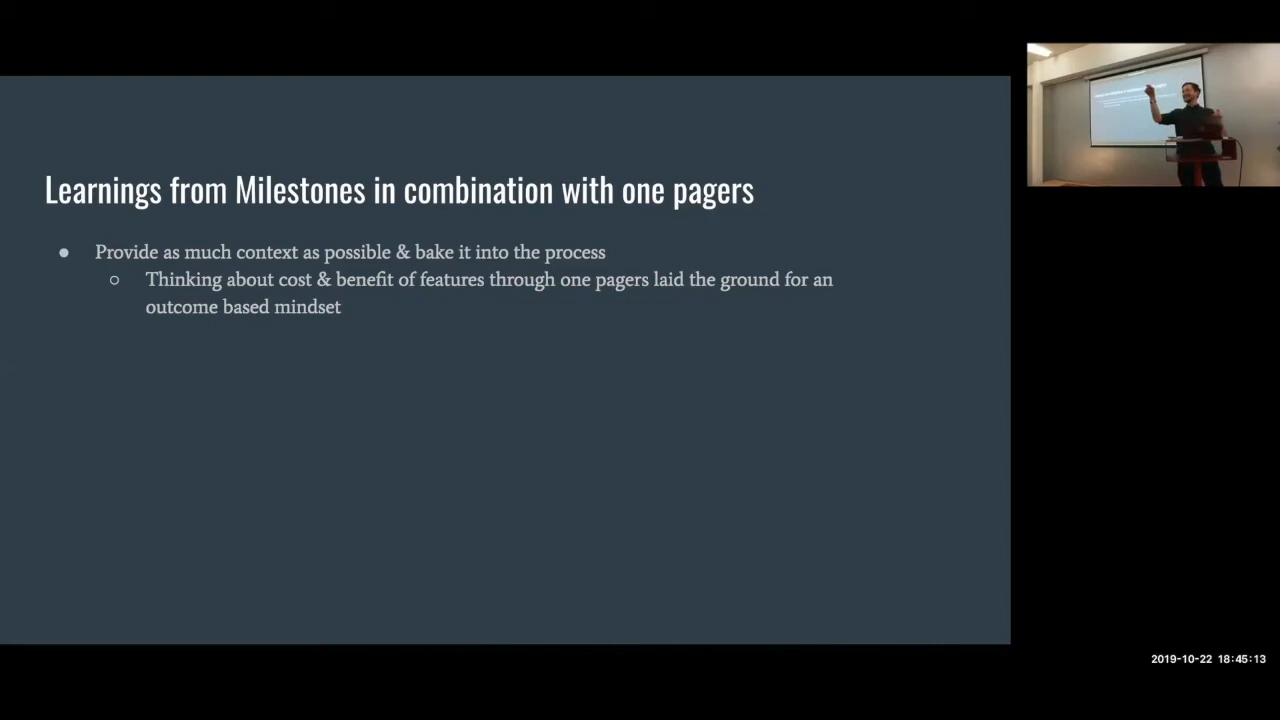 Learnings from Milestones in combination with one pagers
● Provide as much context as possible & bake it into the process
○ Thinking about cost & benefit of features through one pagers laid the ground for an
outcome based mindset
2019-10-22 18:45:13